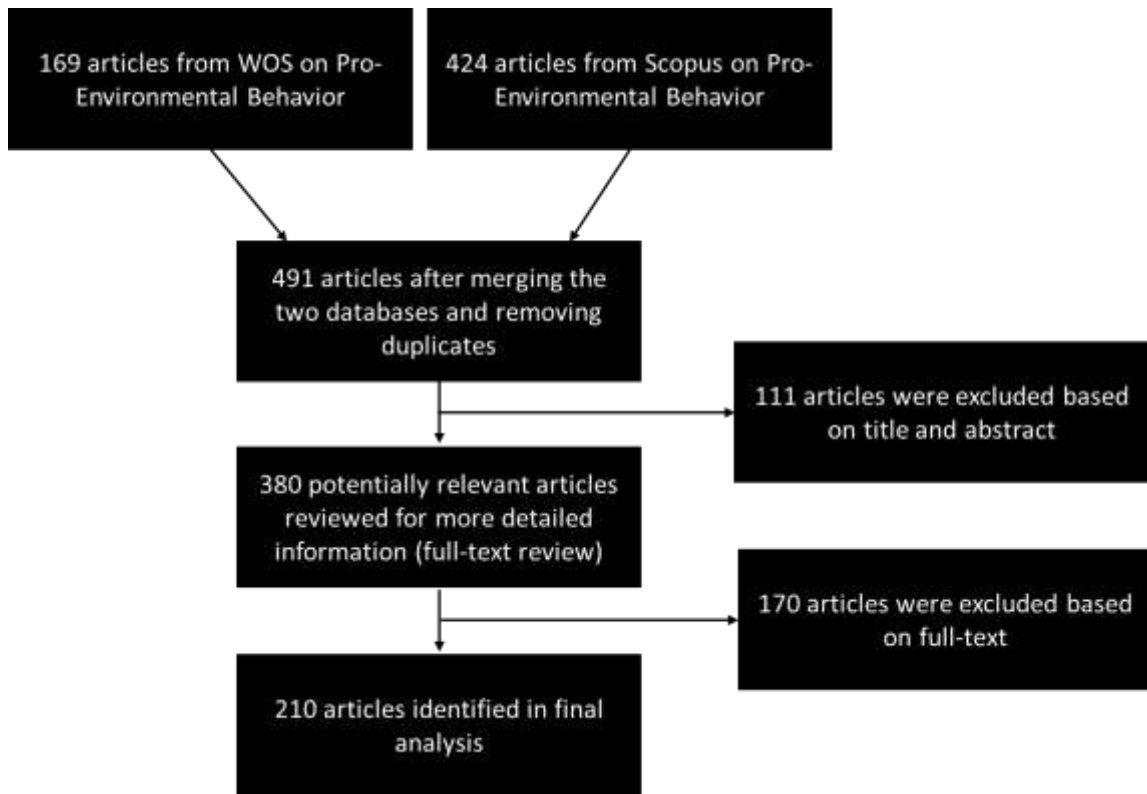 169 articles from WOS on Pro-
Environmental Behavior
424 articles from Scopus on Pro-
Environmental Behavior
491 articles after merging the
two databases and removing
duplicates
111 articles were excluded based
on title and abstract
380 potentially relevant articles
reviewed for more detailed
information (full-text review)
170 articles were excluded based
on full-text
210 articles identified in final
analysis